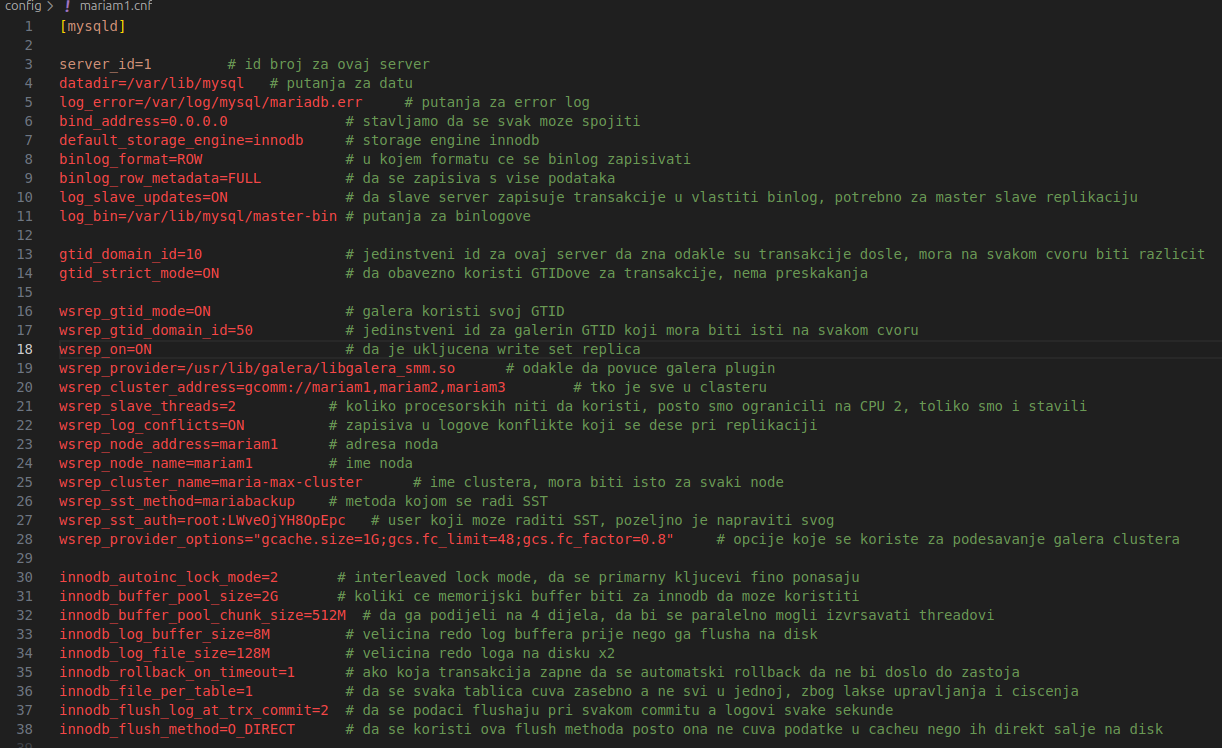 config > ! mariam1.cnf
1 [mysqld]
2
3 server_id=1 # id broj za ovaj server
4 datadir=/var/lib/mysql # putanja za datu
5 log_error=/var/log/mysql/mariadb.err # putanja za error log
6 bind_address=0.0.0.0 # stavljamo da se svak moze spojiti
7 default_storage_engine=innodb # storage engine innodb
8 binlog_format=ROW # u kojem formatu ce se binlog zapisivati
9 binlog_row_metadata=FULL # da se zapisiva s vise podataka
10 log_slave_updates=ON # da slave server zapisuje transakcije u vlastiti binlog, potrebno za master slave replikaciju
11 log_bin=/var/lib/mysql/master-bin # putanja za binlogove
12
13 gtid_domain_id=10 # jedinstveni id za ovaj server da zna odakle su transakcije dosle, mora na svakom cvoru biti razlicit
14 gtid_strict_mode=ON # da obavezno koristi GTIDove za transakcije, nema preskakanja
15
16 wsrep_gtid_mode=ON # galera koristi svoj GTID
17 wsrep_gtid_domain_id=50 # jedinstveni id za galerin GTID koji mora biti isti na svakom cvoru
18 wsrep_on=ON # da je ukljucena write set replica
19 wsrep_provider=/usr/lib/galera/libgalera_smm.so # odakle da povuce galera plugin
20 wsrep_cluster_address=gcomm://mariam1,mariam2,mariam3 # tko je sve u clasteru
21 wsrep_slave_threads=2 # koliko procesorskih niti da koristi, posto smo ogranicili na CPU 2, toliko smo i stavili
22 wsrep_log_conflicts=ON # zapisiva u logove konflikte koji se dese pri replikaciji
23 wsrep_node_address=mariam1 # adresa noda
24 wsrep_node_name=mariam1 # ime noda
25 wsrep_cluster_name=maria-max-cluster # ime clustera, mora biti isto za svaki node
26 wsrep_sst_method=mariabackup # metoda kojom se radi SST
27 wsrep_sst_auth=root:LWveOjYH8OpEpc # user koji moze raditi SST, pozeljno je napraviti svog
28 wsrep_provider_options="gcache.size=1G;gcs.fc_limit=48;gcs.fc_factor=0.8" # opcije koje se koriste za podesavanje galera clustera
29
30 innodb_autoinc_lock_mode=2 # interleaved lock mode, da se primarny kljucevi fino ponasaju
31 innodb_buffer_pool_size=2G # koliki ce memorijski buffer biti za innodb da moze koristiti
32 innodb_buffer_pool_chunk_size=512M # da ga podijeli na 4 dijela, da bi se paralelno mogli izvrsavati threadovi
33 innodb_log_buffer_size=8M # velicina redo log buffera prije nego ga flusha na disk
34 innodb_log_file_size=128M # velicina redo loga na disku x2
35 innodb_rollback_on_timeout=1 # ako koja transakcija zapne da se automatski rollback da ne bi doslo do zastoja
36 innodb_file_per_table=1 # da se svaka tablica cuva zasebno a ne svi u jednoj, zbog lakse upravljanja i ciscenja
37 innodb_flush_log_at_trx_commit=2 # da se podaci flushaju pri svakom commitu a logovi svake sekunde
38 innodb_flush_method=O_DIRECT # da se koristi ova flush methoda posto ona ne cuva podatke u cacheu nego ih direkt salje na disk
39